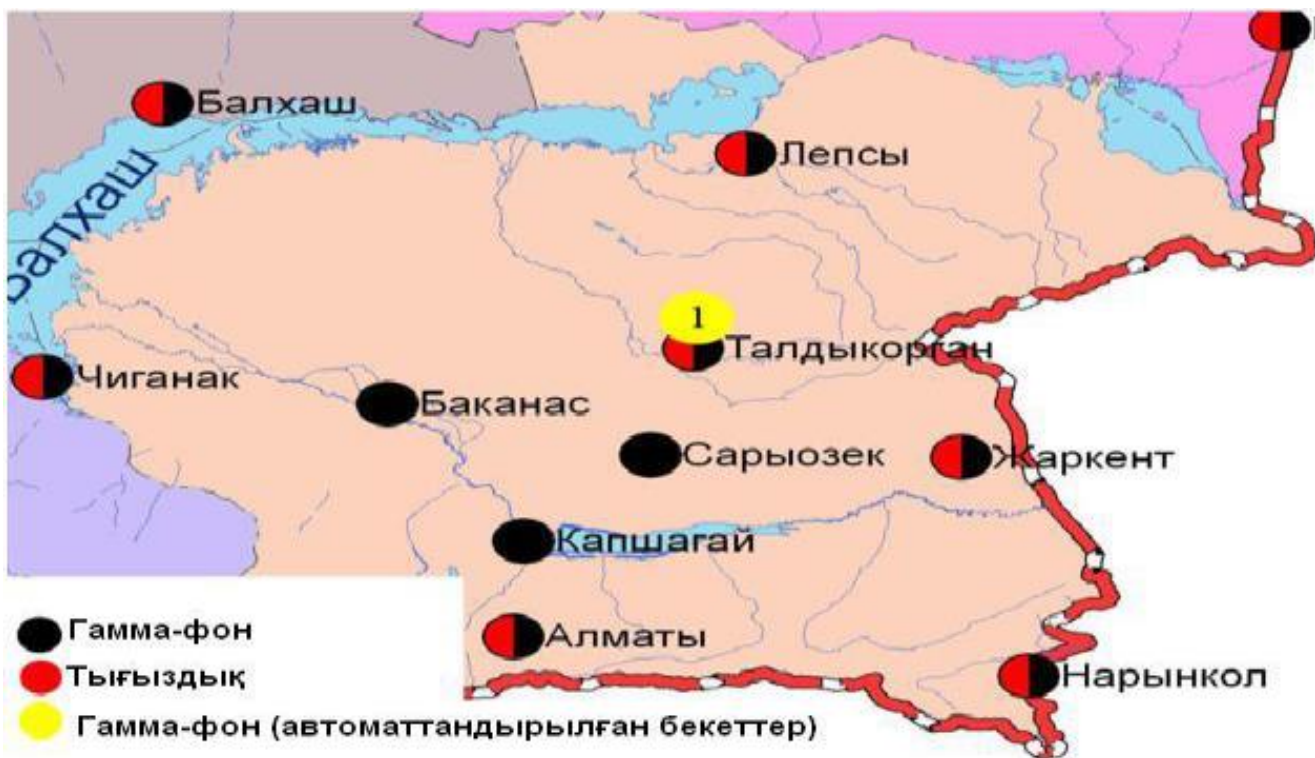 Балхаш
Балхаш
Лепсы
1
Талдыкорган
Чиганак
Баканас
Сарыозек
Жаркент
Капшагай
Алматы
Нарынкол
Гамма-фон
Тығыздық
Гамма-фон (автоматтандырылған бекеттер)